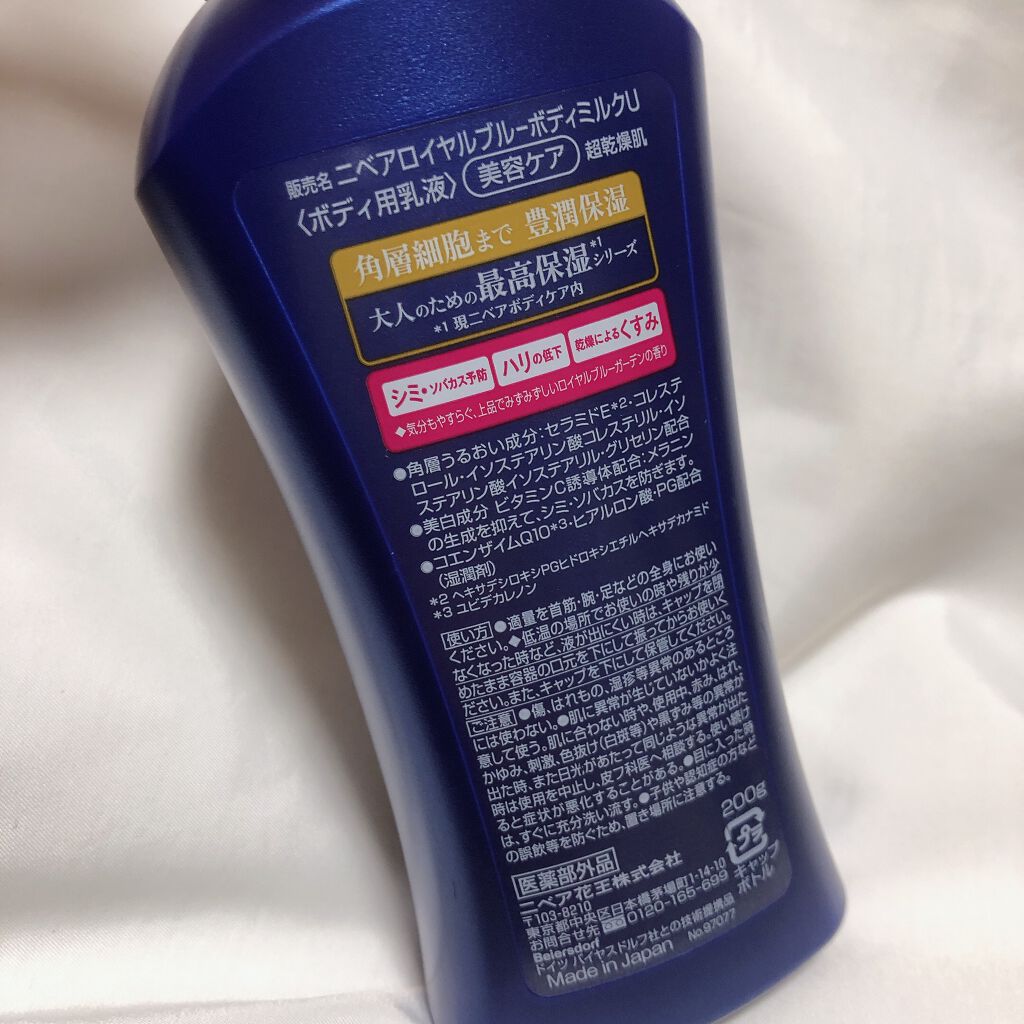 販売名 ニベアロイヤルブルーボディミルクU
〈ボディ用乳液〉 美容ケア 超乾燥肌
角層細胞まで 豊潤保湿
大人のための最高保湿*1シリーズ
*1 現ニベアボディケア内
シミ・ソバカス予防 ハリの低下 乾燥によるくすみ
◆気分もやすらぐ、上品でみずみずしいロイヤルブルーガーデンの香り
●角層うるおい成分:セラミドE*2・コレステ
ロール・イソステアリン酸コレステリル・イソ
ステアリン酸イソステアリル・グリセリン配合
●美白成分 ビタミンC誘導体配合:メラニン
の生成を抑えて、シミ・ソバカスを防ぎます。
●コエンザイムQ10*3・ヒアルロン酸・PG配合
(湿潤剤)
*2 ヘキサデシロキシPGヒドロキシエチルヘキサデカナミド
*3 ユビデカレノン
使い方 ●適量を首筋・腕・足などの全身にお使い
ください。◆低温の場所でお使いの時や残りが少
なくなった時など、液が出にくい時は、キャップを閉
めたまま容器の口元を下にして振ってからお使いく
ださい。また、キャップを下にして保管してください。
ご注意 ●傷、はれもの、湿疹等異常のあるところ
には使わない。●肌に異常が生じていないかよく注
意して使う。肌に合わない時や、使用中、赤み、はれ、
かゆみ、刺激、色抜け(白斑等)や黒ずみ等の異常が
出た時、また日光があたって同じような異常が出た
時は使用を中止し、皮フ科医へ相談する。使い続け
ると症状が悪化することがある。●目に入った時
は、すぐに充分洗い流す。●子供や認知症の方など
の誤飲等を防ぐため、置き場所に注意する。
200g
医薬部外品
プラ
ニベア花王株式会社
キャップ
ボトル
〒103-8210
東京都中央区日本橋茅場町1-14-10
お問合せ先 0120-165-699
Beiersdorf
ドイツ バイヤスドルフ社との技術提携品
Made in Japan No.97077